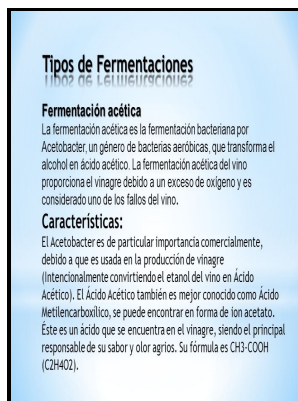 Tipos de Fermentaciones
Fermentación acética
La fermentación acética es la fermentación bacteriana por
Acetobacter, un género de bacterias aeróbicas, que transforma el
alcohol en ácido acético. La fermentación acética del vino
proporciona el vinagre debido a un exceso de oxígeno y es
considerado uno de los fallos del vino.
Características:
El Acetobacter es de particular importancia comercialmente,
debido a que es usada en la producción de vinagre
(Intencionalmente convirtiendo el etanol del vino en Ácido
Acético). El Ácido Acético también es mejor conocido como Ácido
Metilencarboxílico, se puede encontrar en forma de ion acetato.
Éste es un ácido que se encuentra en el vinagre, siendo el principal
responsable de su sabor y olor agrios. Su fórmula es CH3-COOH
(C2H4O2).